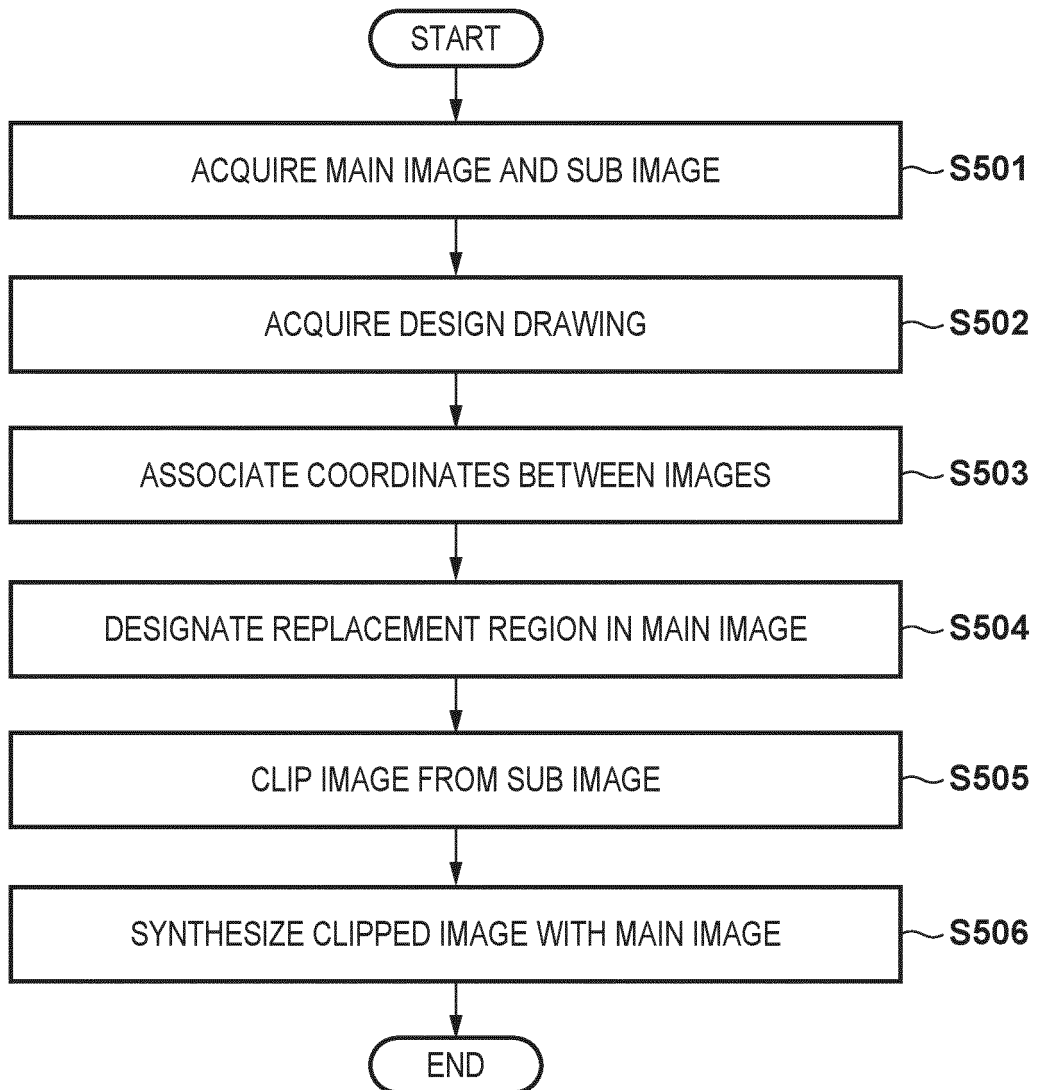 START
ACQUIRE MAIN IMAGE AND SUB IMAGE S501
ACQUIRE DESIGN DRAWING S502
ASSOCIATE COORDINATES BETWEEN IMAGES S503
DESIGNATE REPLACEMENT REGION IN MAIN IMAGE S504
CLIP IMAGE FROM SUB IMAGE S505
SYNTHESIZE CLIPPED IMAGE WITH MAIN IMAGE S506
END